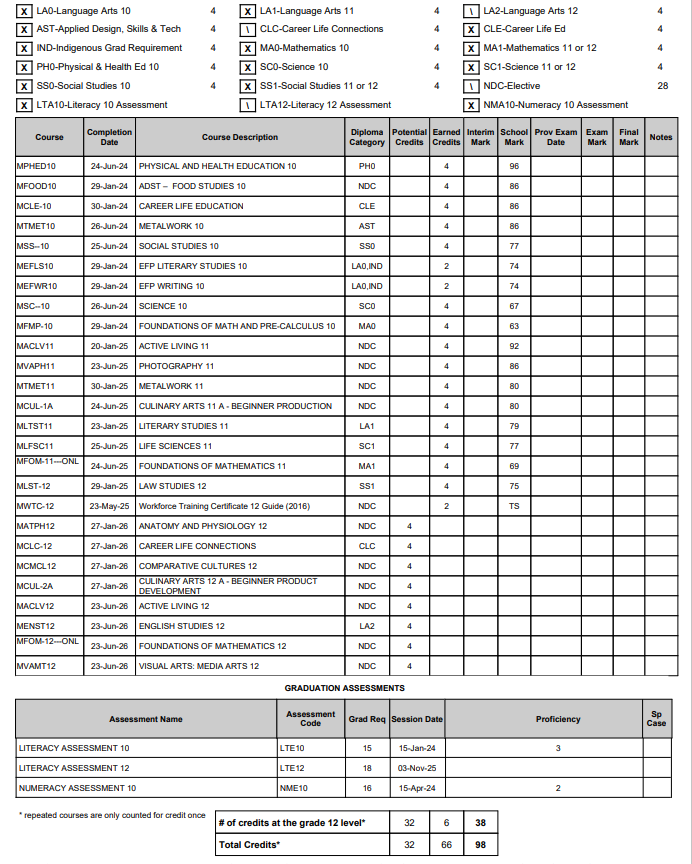 X LA0-Language Arts 10 4 X LA1-Language Arts 11 4 \ LA2-Language Arts 12 4
X AST-Applied Design, Skills & Tech 4 \ CLC-Career Life Connections 4 X CLE-Career Life Ed 4
X IND-Indigenous Grad Requirement 4 X MA0-Mathematics 10 4 X MA1-Mathematics 11 or 12 4
X PH0-Physical & Health Ed 10 4 X SC0-Science 10 4 X SC1-Science 11 or 12 4
X SS0-Social Studies 10 4 X SS1-Social Studies 11 or 12 4 \ NDC-Elective 28
X LTA10-Literacy 10 Assessment \ LTA12-Literacy 12 Assessment X NMA10-Numeracy 10 Assessment
Course Completion Date Course Description Diploma Category Potential Credits Earned Credits Interim Mark School Mark Prov Exam Date Exam Mark Final Mark Notes
MPHED10 24-Jun-24 PHYSICAL AND HEALTH EDUCATION 10 PH0 4 96
MFOOD10 29-Jan-24 ADST – FOOD STUDIES 10 NDC 4 86
MCLE-10 30-Jan-24 CAREER LIFE EDUCATION CLE 4 86
MTMET10 26-Jun-24 METALWORK 10 AST 4 86
MSS--10 25-Jun-24 SOCIAL STUDIES 10 SS0 4 77
MEFLS10 29-Jan-24 EFP LITERARY STUDIES 10 LA0,IND 2 74
MEFWR10 29-Jan-24 EFP WRITING 10 LA0,IND 2 74
MSC--10 26-Jun-24 SCIENCE 10 SC0 4 67
MFMP-10 29-Jan-24 FOUNDATIONS OF MATH AND PRE-CALCULUS 10 MA0 4 63
MACLV11 20-Jan-25 ACTIVE LIVING 11 NDC 4 92
MVAPH11 23-Jun-25 PHOTOGRAPHY 11 NDC 4 86
MTMET11 30-Jan-25 METALWORK 11 NDC 4 80
MCUL-1A 24-Jun-25 CULINARY ARTS 11 A - BEGINNER PRODUCTION NDC 4 80
MLTST11 23-Jan-25 LITERARY STUDIES 11 LA1 4 79
MLFSC11 25-Jun-25 LIFE SCIENCES 11 SC1 4 77
MFOM-11---ONL 24-Jun-25 FOUNDATIONS OF MATHEMATICS 11 MA1 4 69
MLST-12 29-Jan-25 LAW STUDIES 12 SS1 4 75
MWTC-12 23-May-25 Workforce Training Certificate 12 Guide (2016) NDC 2 TS
MATPH12 27-Jan-26 ANATOMY AND PHYSIOLOGY 12 NDC 4
MCLC-12 27-Jan-26 CAREER LIFE CONNECTIONS CLC 4
MCMCL12 27-Jan-26 COMPARATIVE CULTURES 12 NDC 4
MCUL-2A 27-Jan-26 CULINARY ARTS 12 A - BEGINNER PRODUCT DEVELOPMENT NDC 4
MACLV12 23-Jun-26 ACTIVE LIVING 12 NDC 4
MENST12 23-Jun-26 ENGLISH STUDIES 12 LA2 4
MFOM-12---ONL 23-Jun-26 FOUNDATIONS OF MATHEMATICS 12 NDC 4
MVAMT12 23-Jun-26 VISUAL ARTS: MEDIA ARTS 12 NDC 4
GRADUATION ASSESSMENTS
Assessment Name Assessment Code Grad Req Session Date Proficiency Sp Case
LITERACY ASSESSMENT 10 LTE10 15 15-Jan-24 3
LITERACY ASSESSMENT 12 LTE12 18 03-Nov-25
NUMERACY ASSESSMENT 10 NME10 16 15-Apr-24 2
* repeated courses are only counted for credit once
# of credits at the grade 12 level* 32 6 38
Total Credits* 32 66 98